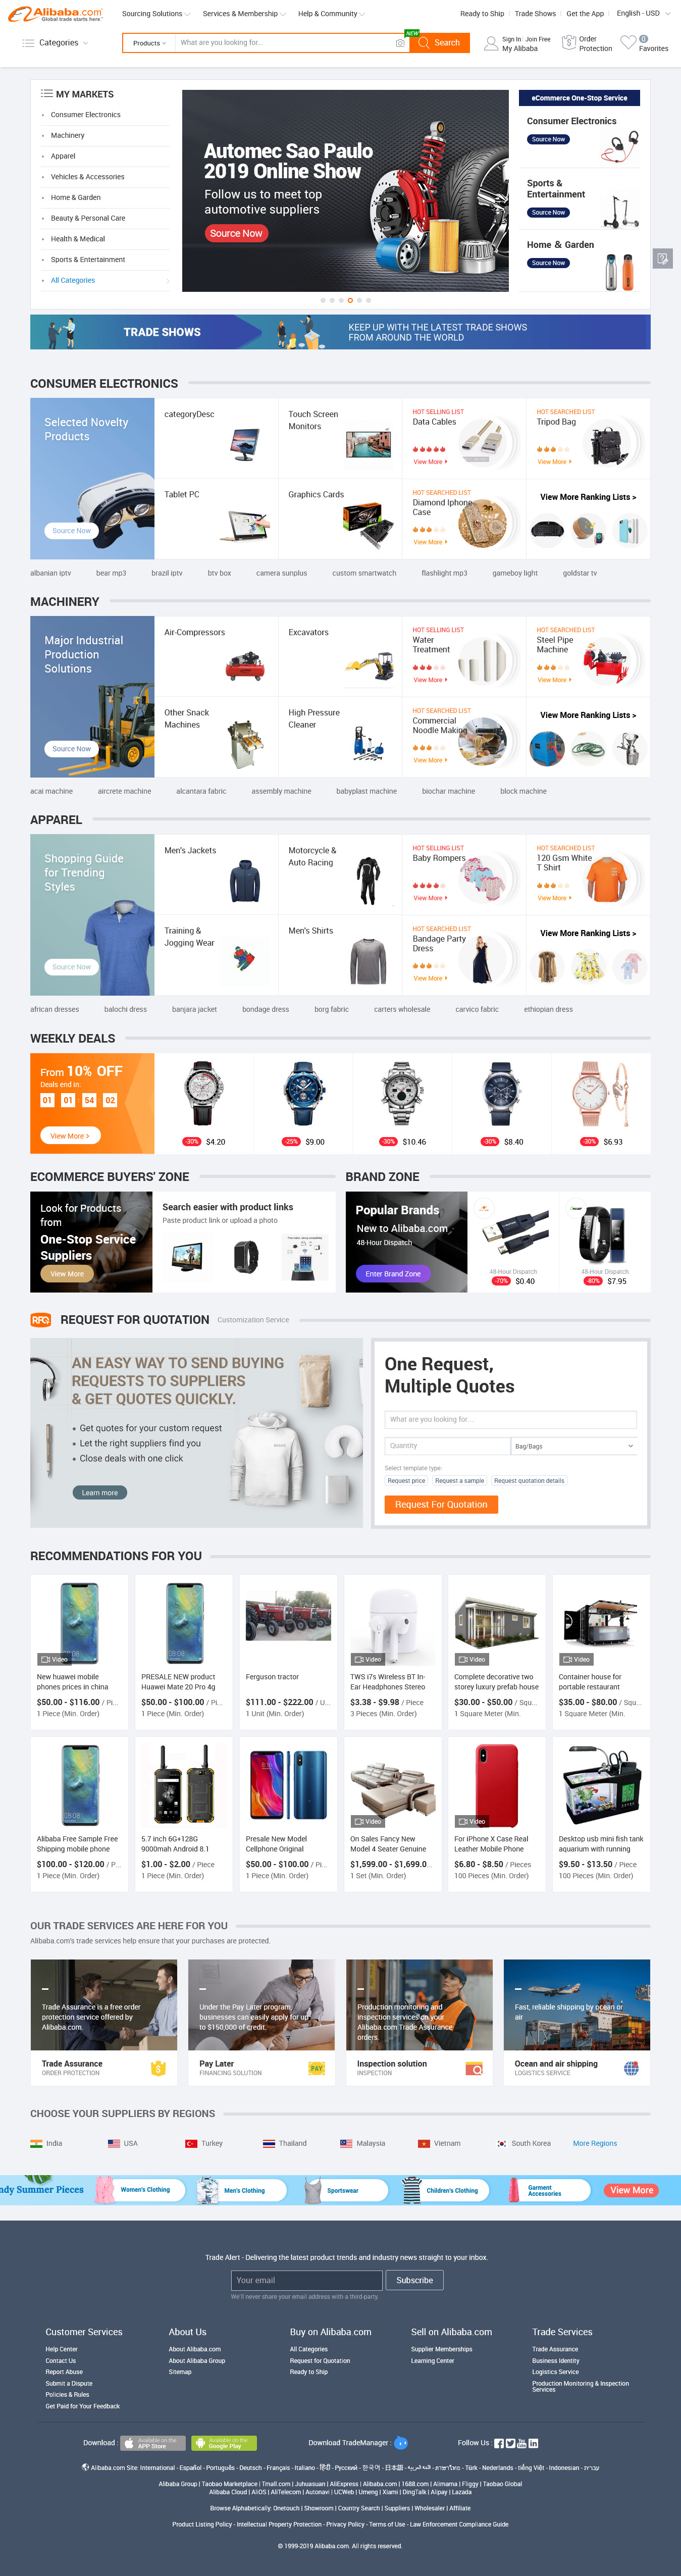 Alibaba.com
Global trade starts here™
Sourcing Solutions
Services & Membership
Help & Community
Ready to Ship
Trade Shows
Get the App
English - USD
Categories
Products
What are you looking for...
NEW
Search
Sign In | Join Free
My Alibaba
Order
Protection
0
Favorites
MY MARKETS
Consumer Electronics
Machinery
Apparel
Vehicles & Accessories
Home & Garden
Beauty & Personal Care
Health & Medical
Sports & Entertainment
All Categories
Automec Sao Paulo
2019 Online Show
Follow us to meet top
automotive suppliers
Source Now
eCommerce One-Stop Service
Consumer Electronics
Source Now
Sports &
Entertainment
Source Now
Home & Garden
Source Now
TRADE SHOWS
KEEP UP WITH THE LATEST TRADE SHOWS
FROM AROUND THE WORLD
CONSUMER ELECTRONICS
Selected Novelty
Products
Source Now
categoryDesc
Touch Screen
Monitors
HOT SELLING LIST
Data Cables
View More
HOT SEARCHED LIST
Tripod Bag
View More
Tablet PC
Graphics Cards
HOT SEARCHED LIST
Diamond Iphone
Case
View More
View More Ranking Lists >
albanian iptv
bear mp3
brazil iptv
btv box
camera sunplus
custom smartwatch
flashlight mp3
gameboy light
goldstar tv
MACHINERY
Major Industrial
Production
Solutions
Source Now
Air-Compressors
Excavators
HOT SELLING LIST
Water
Treatment
View More
HOT SEARCHED LIST
Steel Pipe
Machine
View More
Other Snack
Machines
High Pressure
Cleaner
HOT SEARCHED LIST
Commercial
Noodle Making
View More
View More Ranking Lists >
acai machine
aircrete machine
alcantara fabric
assembly machine
babyplast machine
biochar machine
block machine
APPAREL
Shopping Guide
for Trending
Styles
Source Now
Men's Jackets
Motorcycle &
Auto Racing
HOT SELLING LIST
Baby Rompers
View More
HOT SEARCHED LIST
120 Gsm White
T Shirt
View More
Training &
Jogging Wear
Men's Shirts
HOT SEARCHED LIST
Bandage Party
Dress
View More
View More Ranking Lists >
african dresses
balochi dress
banjara jacket
bondage dress
borg fabric
carters wholesale
carvico fabric
ethiopian dress
WEEKLY DEALS
From 10% OFF
Deals end in:
01 01 54 02
View More >
-30% $4.20
-25% $9.00
-30% $10.46
-30% $8.40
-30% $6.93
ECOMMERCE BUYERS' ZONE
Look for Products
from
One-Stop Service
Suppliers
View More
Search easier with product links
Paste product link or upload a photo
BRAND ZONE
Popular Brands
New to Alibaba.com
48-Hour Dispatch
Enter Brand Zone
48-Hour Dispatch
-70% $0.40
48-Hour Dispatch
-80% $7.95
RFQ
REQUEST FOR QUOTATION
Customization Service
AN EASY WAY TO SEND BUYING
REQUESTS TO SUPPLIERS
& GET QUOTES QUICKLY.
Get quotes for your custom request
Let the right suppliers find you
Close deals with one click
Learn more
One Request,
Multiple Quotes
What are you looking for...
Quantity
Bag/Bags
Select template type:
Request price
Request a sample
Request quotation details
Request For Quotation
RECOMMENDATIONS FOR YOU
Video
New huawei mobile
phones prices in china
$50.00 - $116.00 / Pi...
1 Piece (Min. Order)
PRESALE NEW product
Huawei Mate 20 Pro 4g
$50.00 - $100.00 / Pi...
1 Piece (Min. Order)
Ferguson tractor
$111.00 - $222.00 / U...
1 Unit (Min. Order)
Video
TWS i7s Wireless BT In-
Ear Headphones Stereo
$3.38 - $9.98 / Piece
3 Pieces (Min. Order)
Video
Complete decorative two
storey luxury prefab house
$30.00 - $50.00 / Squ...
1 Square Meter (Min.
Video
Container house for
portable restaurant
$35.00 - $80.00 / Squ...
1 Square Meter (Min.
Alibaba Free Sample Free
Shipping mobile phone
$100.00 - $120.00 / P...
1 Piece (Min. Order)
5.7 inch 6G+128G
9000mah Android 8.1
$1.00 - $2.00 / Piece
1 Piece (Min. Order)
Presale New Model
Cellphone Original
$50.00 - $100.00 / Pi...
1 Piece (Min. Order)
Video
On Sales Fancy New
Model 4 Seater Genuine
$1,599.00 - $1,699.0...
1 Set (Min. Order)
Video
For iPhone X Case Real
Leather Mobile Phone
$6.80 - $8.50 / Pieces
100 Pieces (Min. Order)
Desktop usb mini fish tank
aquarium with running
$9.50 - $13.50 / Piece
100 Pieces (Min. Order)
OUR TRADE SERVICES ARE HERE FOR YOU
Alibaba.com's trade services help ensure that your purchases are protected.
Trade Assurance is a free order
protection service offered by
Alibaba.com.
Trade Assurance
ORDER PROTECTION
Under the Pay Later program,
businesses can easily apply for up
to $150,000 of credit.
Pay Later
FINANCING SOLUTION
PAY
Production monitoring and
inspection services on your
Alibaba.com Trade Assurance
orders.
Inspection solution
INSPECTION
Fast, reliable shipping by ocean or
air
Ocean and air shipping
LOGISTICS SERVICE
CHOOSE YOUR SUPPLIERS BY REGIONS
India
USA
Turkey
Thailand
Malaysia
Vietnam
South Korea
More Regions
ndy Summer Pieces
Women's Clothing
Men's Clothing
Sportswear
Children's Clothing
Garment
Accessories
View More
Trade Alert - Delivering the latest product trends and industry news straight to your inbox.
Your email
Subscribe
We'll never share your email address with a third-party.
Customer Services
Help Center
Contact Us
Report Abuse
Submit a Dispute
Policies & Rules
Get Paid for Your Feedback
About Us
About Alibaba.com
About Alibaba Group
Sitemap
Buy on Alibaba.com
All Categories
Request for Quotation
Ready to Ship
Sell on Alibaba.com
Supplier Memberships
Learning Center
Trade Services
Trade Assurance
Business Identity
Logistics Service
Production Monitoring & Inspection
Services
Download :
Available on the
APP Store
Available on the
Google Play
Download TradeManager :
Follow Us :
Alibaba.com Site: International - Español - Português - Deutsch - Français - Italiano - हिंदी - Pусский - 한국어 - 日本語 - اللغة العربية - ภาษาไทย - Türk - Nederlands - tiếng Việt - Indonesian - עברית
Alibaba Group | Taobao Marketplace | Tmall.com | Juhuasuan | AliExpress | Alibaba.com | 1688.com | Alimama | Fliggy | Taobao Global
Alibaba Cloud | AliOS | AliTelecom | Autonavi | UCWeb | Umeng | Xiami | DingTalk | Alipay | Lazada
Browse Alphabetically: Onetouch | Showroom | Country Search | Suppliers | Wholesaler | Affiliate
Product Listing Policy - Intellectual Property Protection - Privacy Policy - Terms of Use - Law Enforcement Compliance Guide
© 1999-2019 Alibaba.com. All rights reserved.